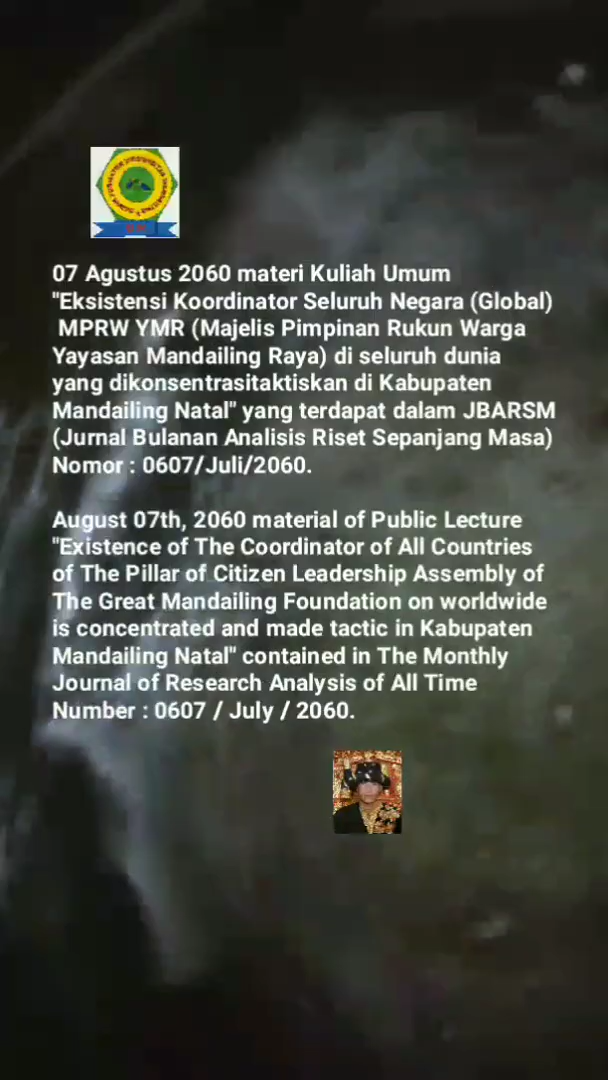 07 Agustus 2060 materi Kuliah Umum
"Eksistensi Koordinator Seluruh Negara (Global)
MPRW YMR (Majelis Pimpinan Rukun Warga
Yayasan Mandailing Raya) di seluruh dunia
yang dikonsentrasitaktiskan di Kabupaten
Mandailing Natal" yang terdapat dalam JBARSM
(Jurnal Bulanan Analisis Riset Sepanjang Masa)
Nomor : 0607/Juli/2060.
August 07th, 2060 material of Public Lecture
"Existence of The Coordinator of All Countries
of The Pillar of Citizen Leadership Assembly of
The Great Mandailing Foundation on worldwide
is concentrated and made tactic in Kabupaten
Mandailing Natal" contained in The Monthly
Journal of Research Analysis of All Time
Number : 0607 / July / 2060.